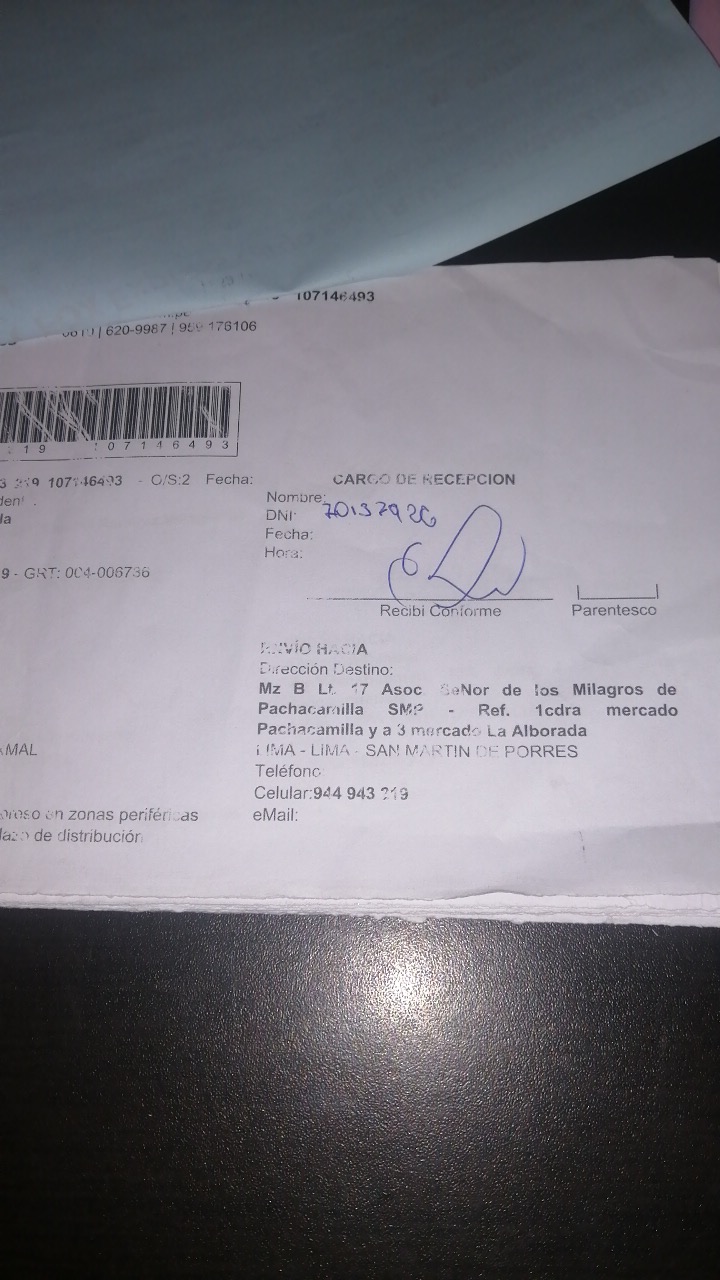 107146493
620-9987 | 959 176106
107146493
107146493 - O/S:2 Fecha:
CARGO DE RECEPCION
Nombre:
DNI: 70137926
Fecha:
Hora:
9 - GRT: 004-006736
Recibi Conforme
Parentesco
ENVÍO HACIA
Dirección Destino:
Mz B Lt. 17 Asoc SeNor de los Milagros de
Pachacamilla SMP - Ref. 1cdra mercado
Pachacamilla y a 3 mercado La Alborada
LIMA - LIMA - SAN MARTIN DE PORRES
Teléfono
Celular:944 943 219
eMail:
en zonas periféricas
de distribución